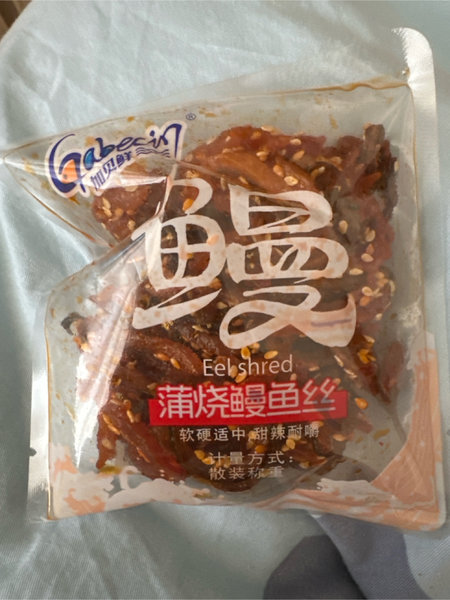 Gabecin®
加贝鲜
鳗
Eel shred
蒲烧鳗鱼丝
软硬适中 甜辣耐嚼
计量方式:
散装称重